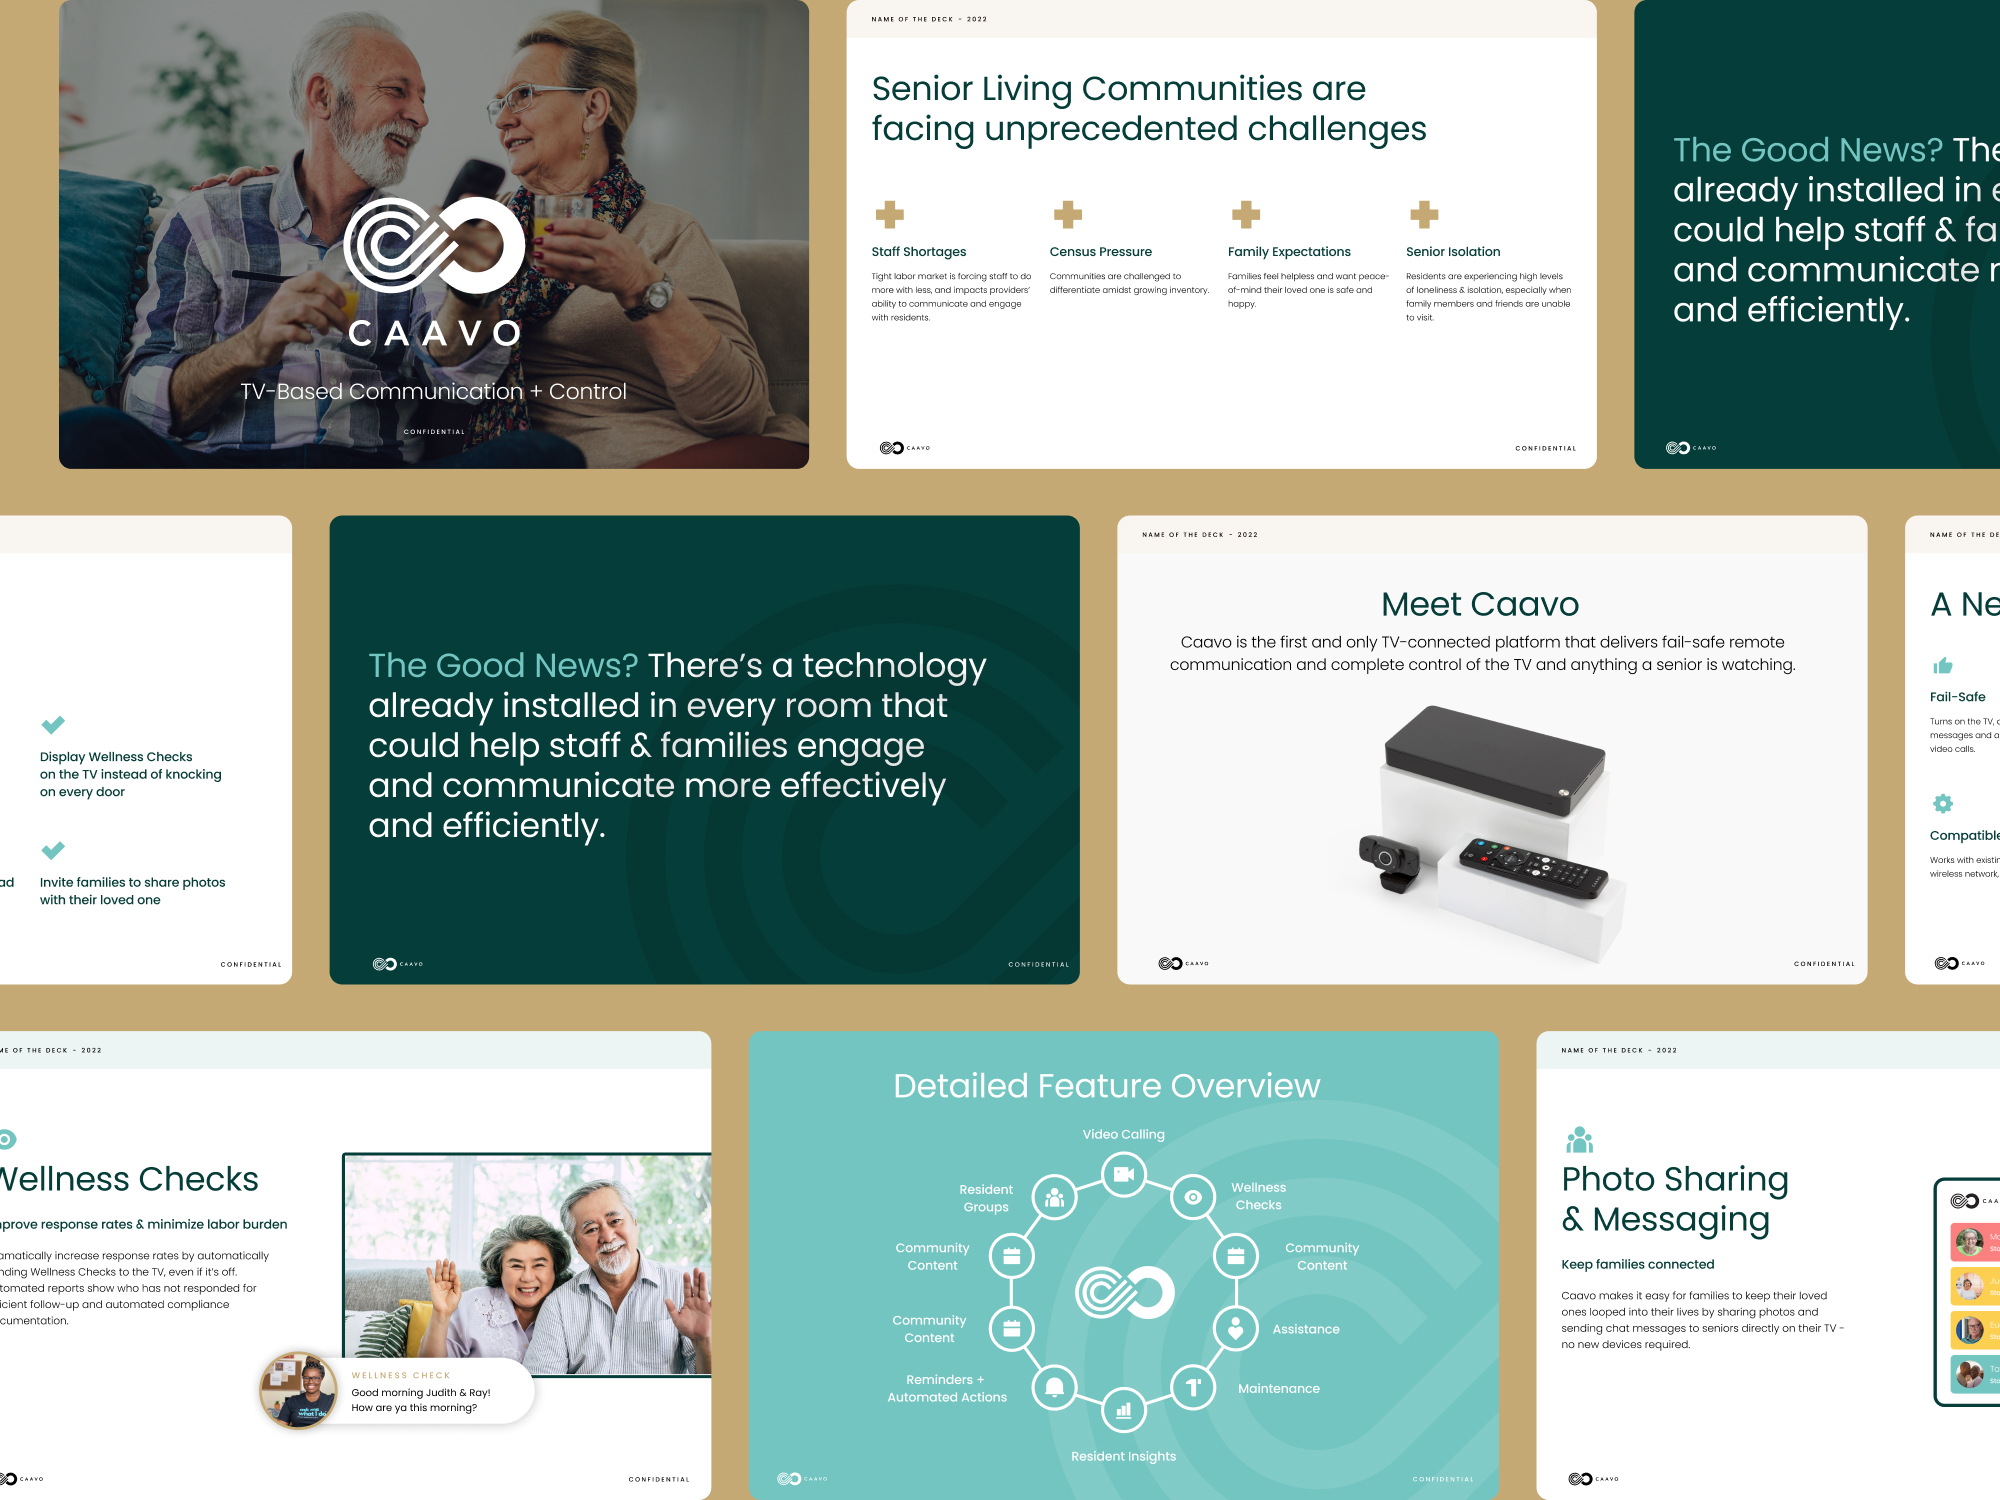 CAAVO
TV-Based Communication + Control
CONFIDENTIAL
NAME OF THE DECK - 2022
Senior Living Communities are
facing unprecedented challenges
Staff Shortages
Tight labor market is forcing staff to do
more with less, and impacts providers'
ability to communicate and engage
with residents.
Census Pressure
Communities are challenged to
differentiate amidst growing inventory.
Family Expectations
Families feel helpless and want peace-
of-mind their loved one is safe and
happy.
Senior Isolation
Residents are experiencing high levels
of loneliness & isolation, especially when
family members and friends are unable
to visit.
CAAVO
CONFIDENTIAL
The Good News? The
already installed in e
could help staff & fa
and communicate
and efficiently.
CAAVO
Display Wellness Checks
on the TV instead of knocking
on every door
ad
Invite families to share photos
with their loved one
CONFIDENTIAL
The Good News? There's a technology
already installed in every room that
could help staff & families engage
and communicate more effectively
and efficiently.
CAAVO
CONFIDENTIAL
NAME OF THE DECK - 2022
Meet Caavo
Caavo is the first and only TV-connected platform that delivers fail-safe remote
communication and complete control of the TV and anything a senior is watching.
CAAVO
CAAVO
CONFIDENTIAL
NAME OF THE DE
A Ne
Fail-Safe
Turns on the TV,
messages and a
video calls.
Compatible
Works with existin
wireless network,
CAAVO
ME OF THE DECK - 2022
Wellness Checks
mprove response rates & minimize labor burden
amatically increase response rates by automatically
nding Wellness Checks to the TV, even if it's off.
tomated reports show who has not responded for
icient follow-up and automated compliance
cumentation.
what I do
WELLNESS CHECK
Good morning Judith & Ray!
How are ya this morning?
CAAVO
CONFIDENTIAL
Detailed Feature Overview
Video Calling
Resident
Groups
Wellness
Checks
Community
Content
Community
Content
Community
Content
Assistance
Reminders +
Automated Actions
Maintenance
Resident Insights
CAAVO
CONFIDENTIAL
NAME OF THE DECK - 2022
Photo Sharing
& Messaging
Keep families connected
Caavo makes it easy for families to keep their loved
ones looped into their lives by sharing photos and
sending chat messages to seniors directly on their TV -
no new devices required.
CAA
Ma
Sta
Ju
Sta
Eu
Sta
To
Sta
CAAVO